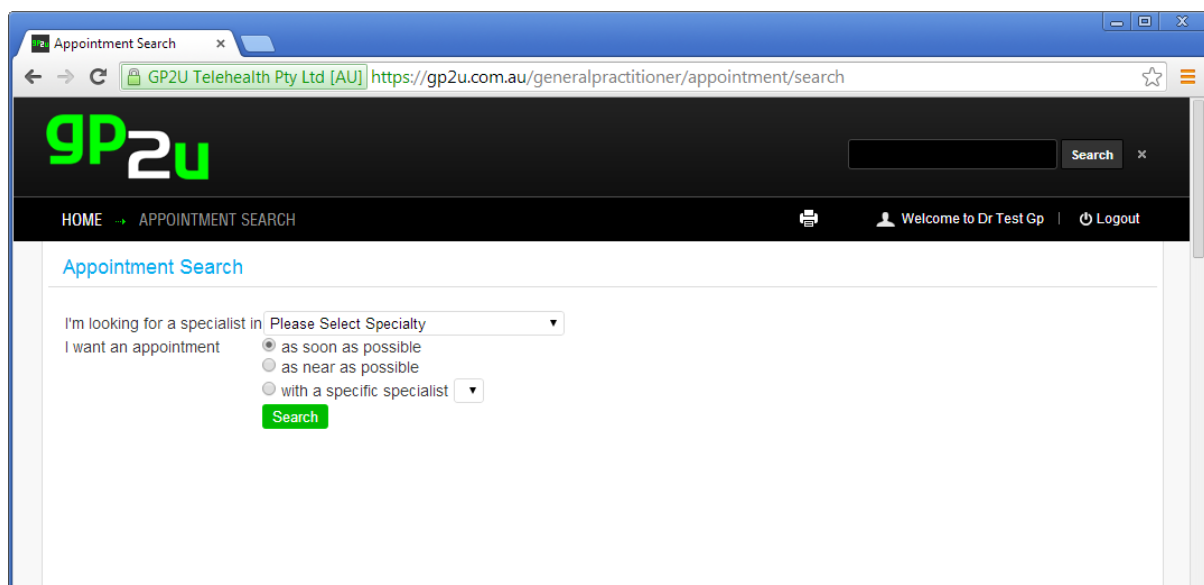 Appointment Search
GP2U Telehealth Pty Ltd [AU] https://gp2u.com.au/generalpractitioner/appointment/search
gP2u
Search
HOME APPOINTMENT SEARCH Welcome to Dr Test Gp | Logout
Appointment Search
I'm looking for a specialist in Please Select Specialty
I want an appointment as soon as possible
as near as possible
with a specific specialist
Search